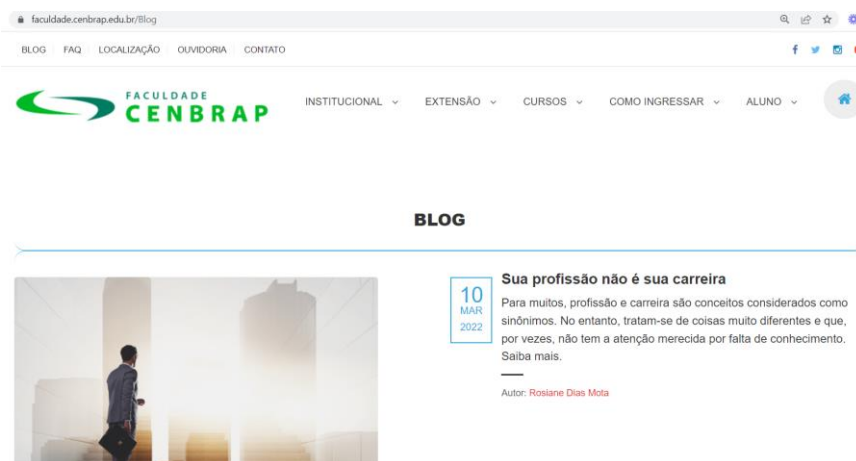 faculdade.cenbrap.edu.br/Blog
BLOG FAQ LOCALIZAÇÃO OUVIDORIA CONTATO
FACULDADE
CENBRAP
INSTITUCIONAL EXTENSÃO CURSOS COMO INGRESSAR ALUNO
BLOG
10
MAR
2022
Sua profissão não é sua carreira
Para muitos, profissão e carreira são conceitos considerados como
sinônimos. No entanto, tratam-se de coisas muito diferentes e que,
por vezes, não tem a atenção merecida por falta de conhecimento.
Saiba mais.
Autor: Rosiane Dias Mota